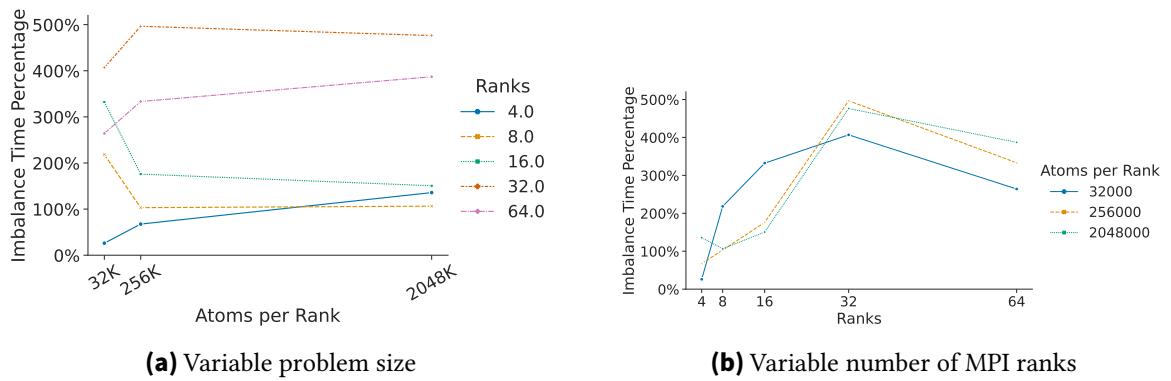 Imbalance Time Percentage
500%
400%
300%
200%
100%
0%
32K
256K
2048K
Atoms per Rank
Ranks
4.0
8.0
16.0
32.0
64.0
(a) Variable problem size
Imbalance Time Percentage
500%
400%
300%
200%
100%
0%
4 8 16 32 64
Ranks
Atoms per Rank
32000
256000
2048000
(b) Variable number of MPI ranks